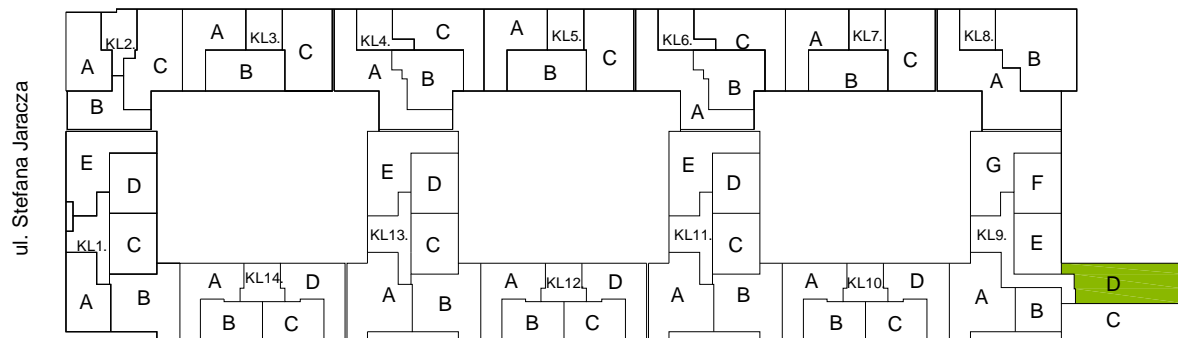 ul. Stefana Jaracza
KL2. A KL3. C KL4. C A KL5. C KL6. C A KL7. C KL8. B
A C B A B B A B B A
B A
E D E D E D G F
KL1. C KL13. C KL11. C KL9. E
A B A KL14. D A B A KL12 D A B A KL10. D A B D
B C B C B C C